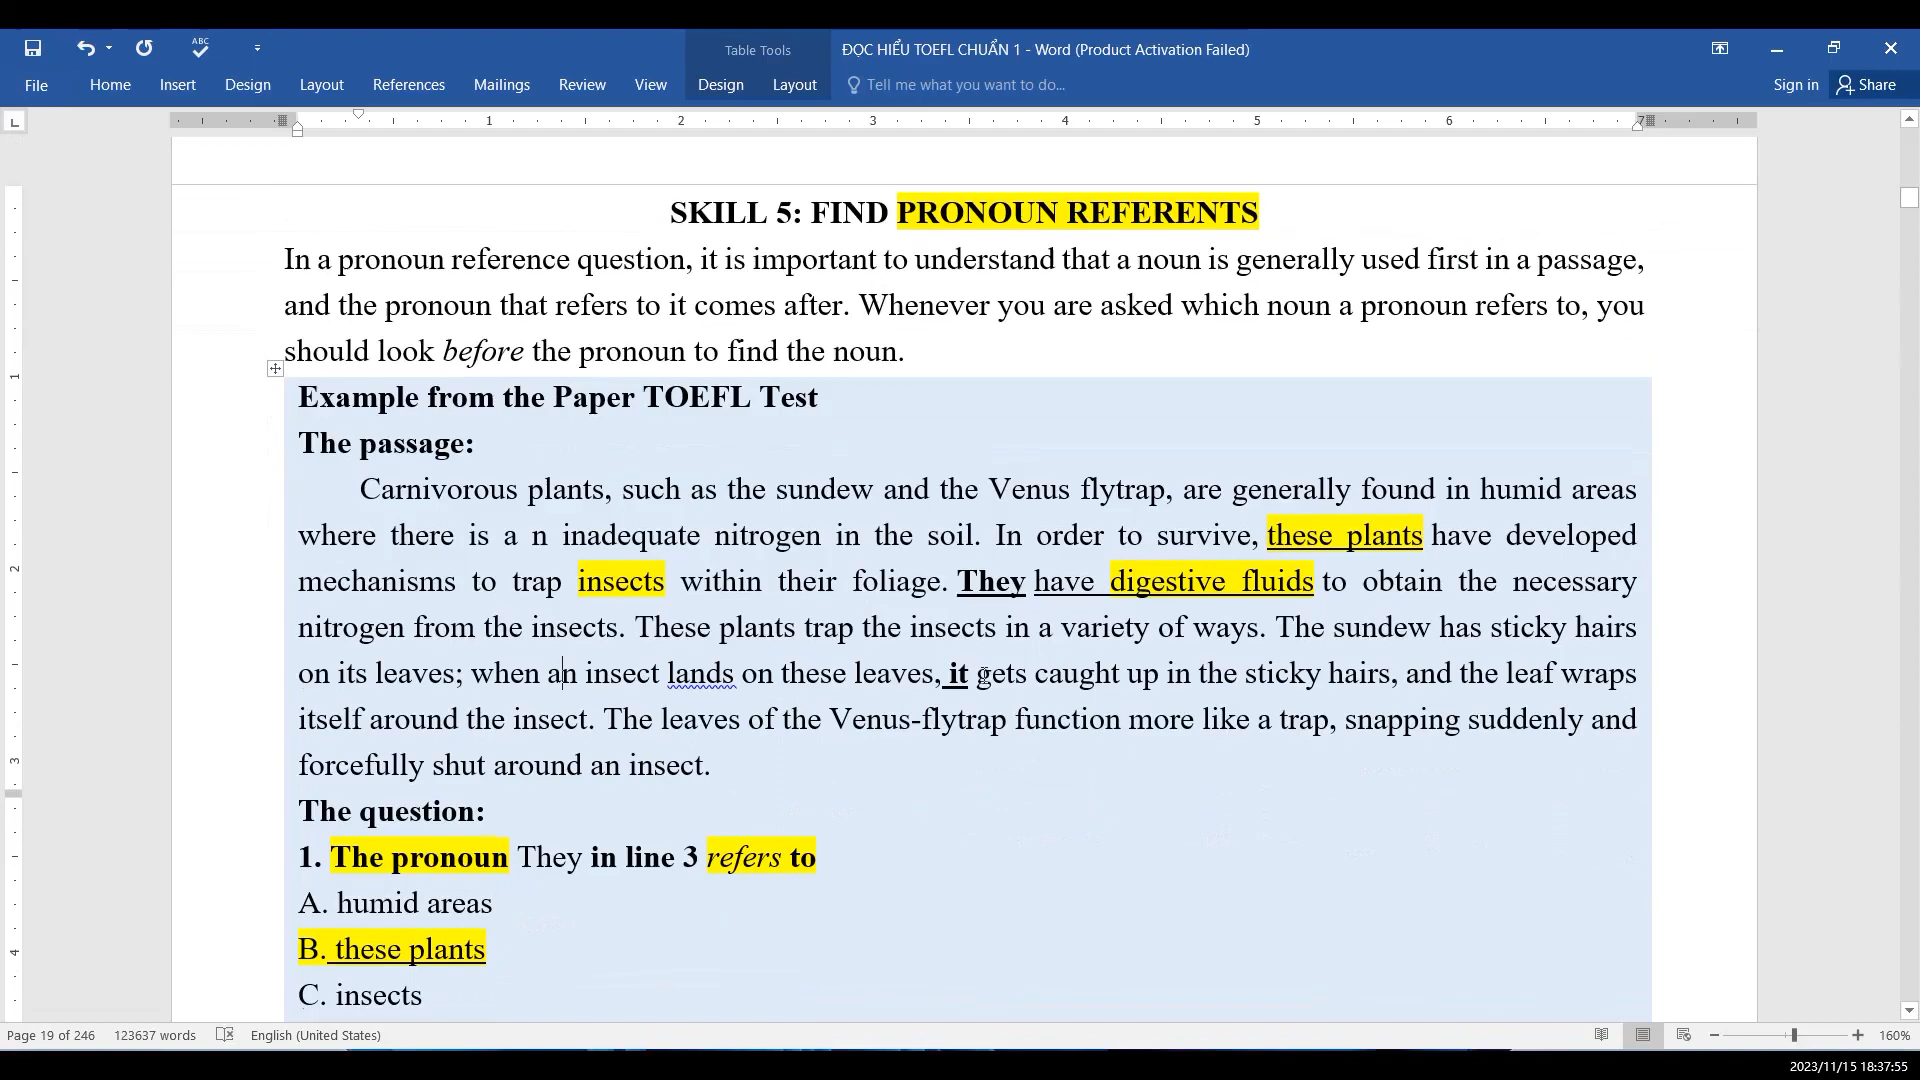 ABC
Table Tools
ĐỌC HIỂU TOEFL CHUẨN 1 - Word (Product Activation Failed)
File Home Insert Design Layout References Mailings Review View Design Layout Tell me what you want to do... Sign in Share
L 1 2 3 4 5 6 7
SKILL 5: FIND PRONOUN REFERENTS
In a pronoun reference question, it is important to understand that a noun is generally used first in a passage,
and the pronoun that refers to it comes after. Whenever you are asked which noun a pronoun refers to, you
should look before the pronoun to find the noun.
Example from the Paper TOEFL Test
The passage:
Carnivorous plants, such as the sundew and the Venus flytrap, are generally found in humid areas
where there is a n inadequate nitrogen in the soil. In order to survive, these plants have developed
mechanisms to trap insects within their foliage. They have digestive fluids to obtain the necessary
nitrogen from the insects. These plants trap the insects in a variety of ways. The sundew has sticky hairs
on its leaves; when an insect lands on these leaves, it gets caught up in the sticky hairs, and the leaf wraps
itself around the insect. The leaves of the Venus-flytrap function more like a trap, snapping suddenly and
forcefully shut around an insect.
The question:
1. The pronoun They in line 3 refers to
A. humid areas
B. these plants
C. insects
1
2
3
4
Page 19 of 246 123637 words English (United States) 160%
2023/11/15 18:37:55